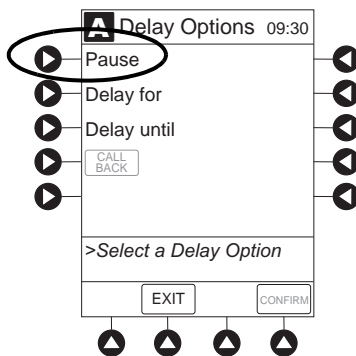 A Delay Options 09:30
Pause
Delay for
Delay until
CALL
BACK
>Select a Delay Option
EXIT CONFIRM